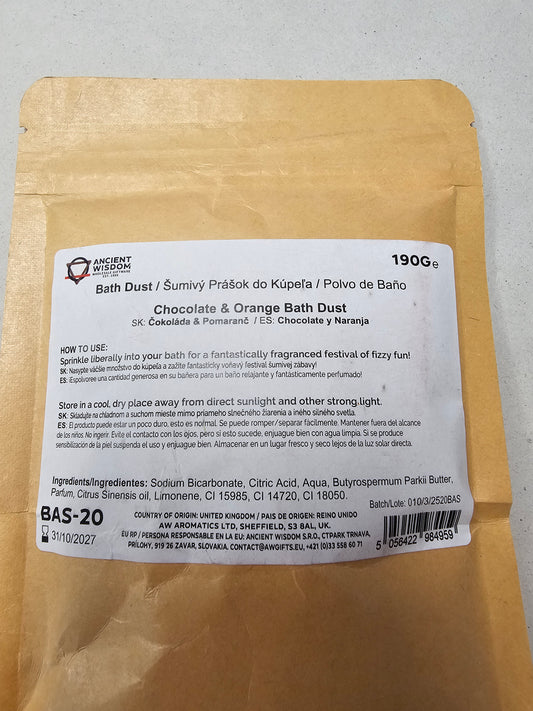 ANCIENT
WISDOM
WHOLESALE GIFTWARE
EST. 1995
190G e
Bath Dust / Šumivý Prášok do Kúpeľa / Polvo de Baño
Chocolate & Orange Bath Dust
SK: Čokoláda & Pomaranč / ES: Chocolate y Naranja
HOW TO USE:
Sprinkle liberally into your bath for a fantastically fragranced festival of fizzy fun!
SK: Nasypte väčšie množstvo do kúpeľa a zažite fantasticky voňavý festival šumivej zábavy!
ES: Espolvoree una cantidad generosa en su bañera para un baño relajante y fantásticamente perfumado!
Store in a cool, dry place away from direct sunlight and other strong light.
SK: Skladujte na chladnom a suchom mieste mimo priameho slnečného žiarenia a iného silného svetla.
ES: El producto puede estar un poco duro, esto es normal. Se puede romper/separar fácilmente. Mantener fuera del alcance
de los niños. No ingerir. Evite el contacto con los ojos, pero si esto sucede, enjuague bien con agua limpia. Si se produce
sensibilización de la piel suspenda el uso y enjuague bien. Almacenar en un lugar fresco y seco lejos de la luz solar directa.
Ingredients/Ingredientes: Sodium Bicarbonate, Citric Acid, Aqua, Butyrospermum Parkii Butter,
Parfum, Citrus Sinensis oil, Limonene, CI 15985, CI 14720, CI 18050.
Batch/Lote: 010/3/2520BAS
BAS-20
31/10/2027
COUNTRY OF ORIGIN: UNITED KINGDOM / PAIS DE ORIGEN: REINO UNIDO
AW AROMATICS LTD, SHEFFIELD, S3 8AL, UK.
EU RP / PERSONA RESPONSABLE EN LA EU: ANCIENT WISDOM S.R.O., CTPARK TRNAVA,
PRÍLOHY, 919 26 ZAVAR, SLOVAKIA. CONTACT@AWGIFTS.EU, +421 (0)33 558 60 71
5 056422 984959